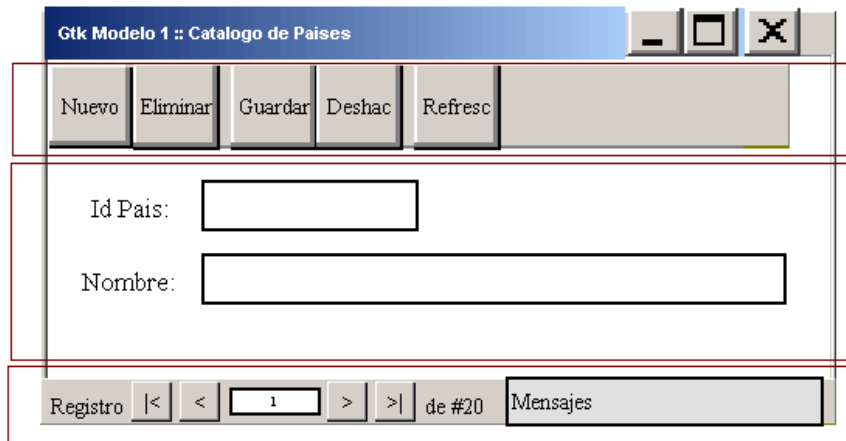 Gtk Modelo 1 :: Catalogo de Paises
Nuevo Eliminar Guardar Deshac Refresc
Id Pais:
Nombre:
Registro |< < 1 > >| de #20 Mensajes